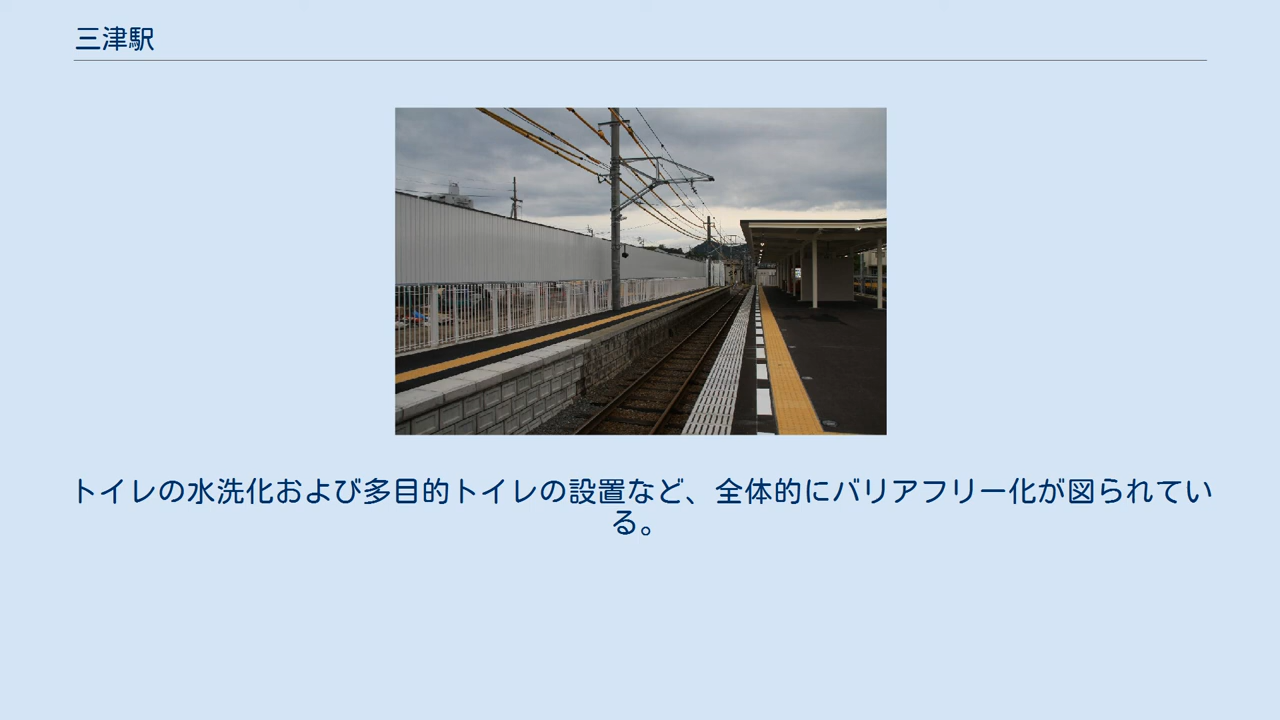 三津駅
トイレの水洗化および多目的トイレの設置など、全体的にバリアフリー化が図られてい
る。